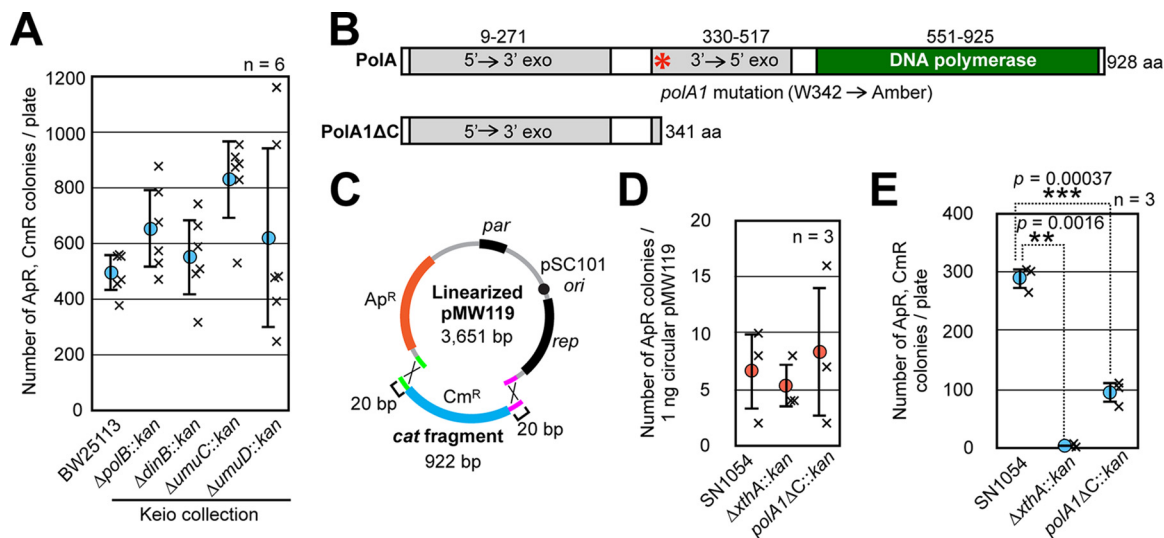 A
n = 6
Number of ApR, CmR colonies / plate
1200
1000
800
600
400
200
0
BW25113
ΔpolB::kan
ΔdinB::kan
ΔumuC::kan
ΔumuD::kan
Keio collection
B
9-271
330-517
551-925
PolA
5'→ 3' exo
*
3'→ 5' exo
DNA polymerase
928 aa
polA1 mutation (W342 → Amber)
PolA1ΔC
5'→ 3' exo
341 aa
C
par
pSC101
ori
ApR
Linearized
pMW119
3,651 bp
rep
CmR
20 bp
20 bp
cat fragment
922 bp
D
n = 3
Number of ApR colonies /
1 ng circular pMW119
20
15
10
5
0
SN1054
ΔxthA::kan
polA1ΔC::kan
E
p = 0.00037
***
n = 3
p = 0.0016
**
Number of ApR, CmR
colonies / plate
400
300
200
100
0
SN1054
ΔxthA::kan
polA1ΔC::kan